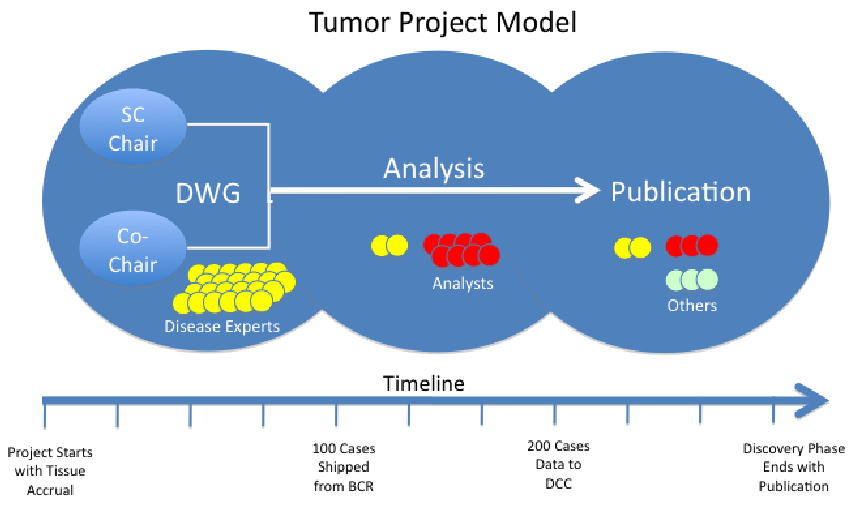 Tumor Project Model
SC
Chair
DWG
Co-
Chair
Disease Experts
Analysis
Analysts
Publication
Others
Timeline
Project Starts
with Tissue
Accrual
100 Cases
Shipped
from BCR
200 Cases
Data to
DCC
Discovery Phase
Ends with
Publication